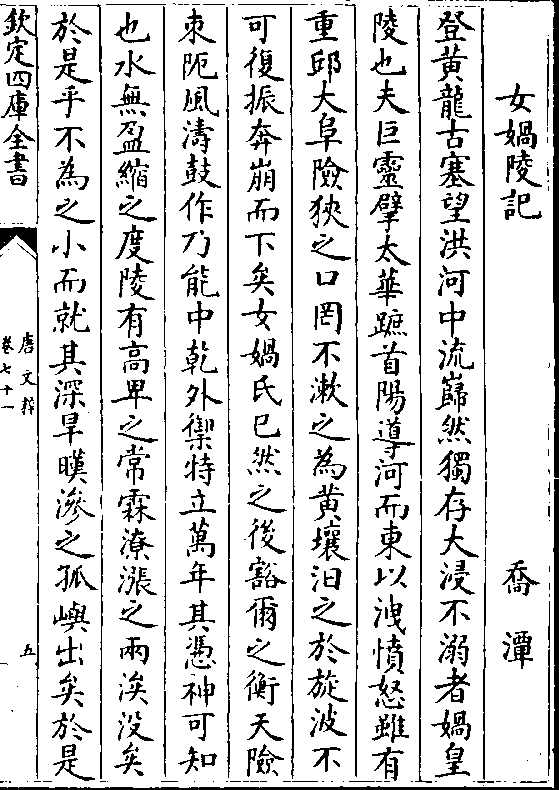 女媧陵記 喬潭
登黄龍古塞望洪河中流巋然獨存大浸不溺者媧皇
陵也夫巨靈擘太華蹠首陽導河而東以洩憤怒雖有
重邱大阜險狹之口罔不漱之為黄壤汩之於旋波不
可復振奔崩而下矣女媧氏巳然之後豁爾之衝天險
束阨風濤鼓作乃能中乾外禦特立萬年其憑神可知
也水無盈縮之度陵有高卑之常霖潦漲之兩涘没矣
於是乎不為之小而就其深旱暵滲之孤嶼出矣於是
欽定四庫全書
唐文粹
卷七十一
五